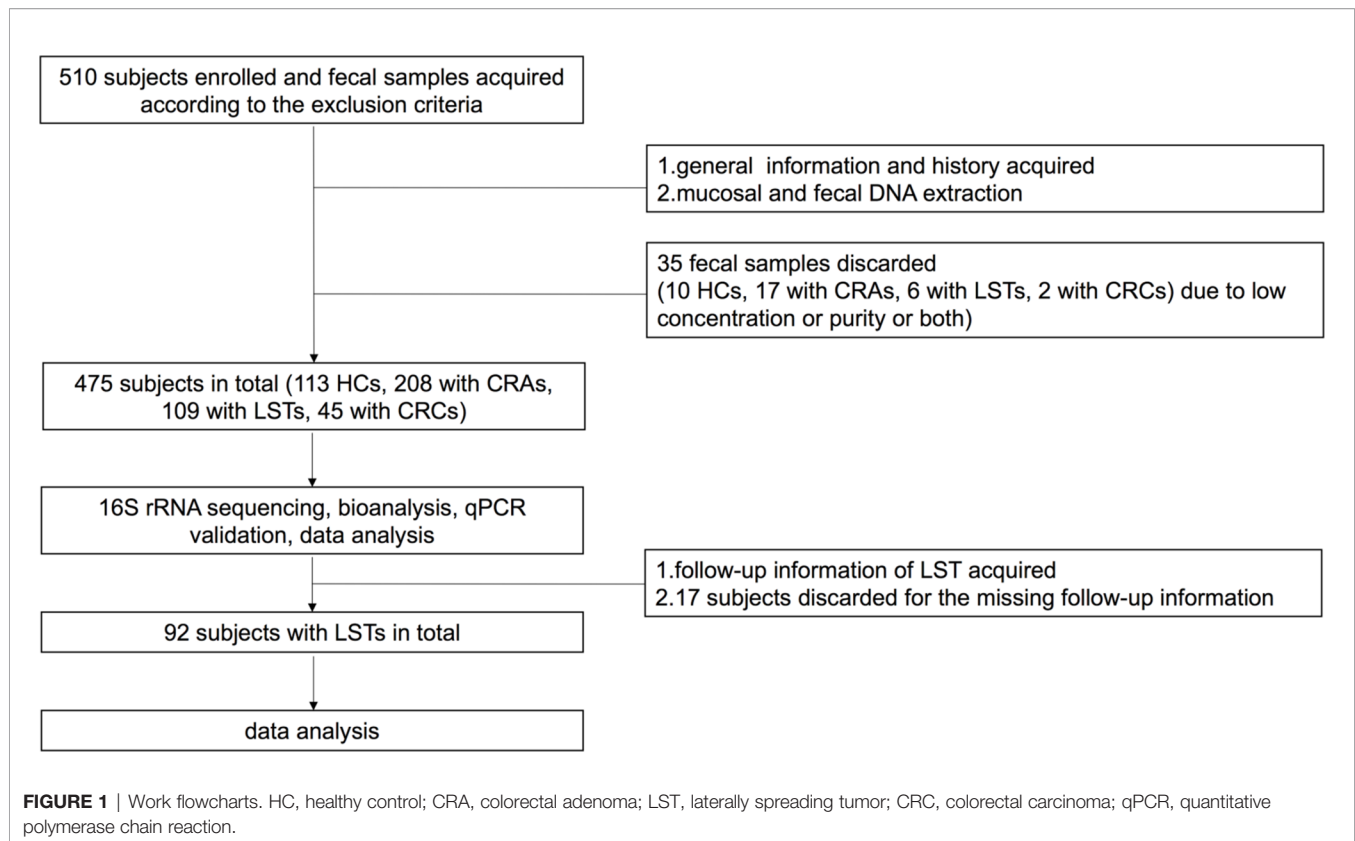 510 subjects enrolled and fecal samples acquired
according to the exclusion criteria
1.general information and history acquired
2.mucosal and fecal DNA extraction
35 fecal samples discarded
(10 HCs, 17 with CRAs, 6 with LSTs, 2 with CRCs) due to low
concentration or purity or both)
475 subjects in total (113 HCs, 208 with CRAs,
109 with LSTs, 45 with CRCs)
16S rRNA sequencing, bioanalysis, qPCR
validation, data analysis
1.follow-up information of LST acquired
2.17 subjects discarded for the missing follow-up information
92 subjects with LSTs in total
data analysis
FIGURE 1 | Work flowcharts. HC, healthy control; CRA, colorectal adenoma; LST, laterally spreading tumor; CRC, colorectal carcinoma; qPCR, quantitative
polymerase chain reaction.